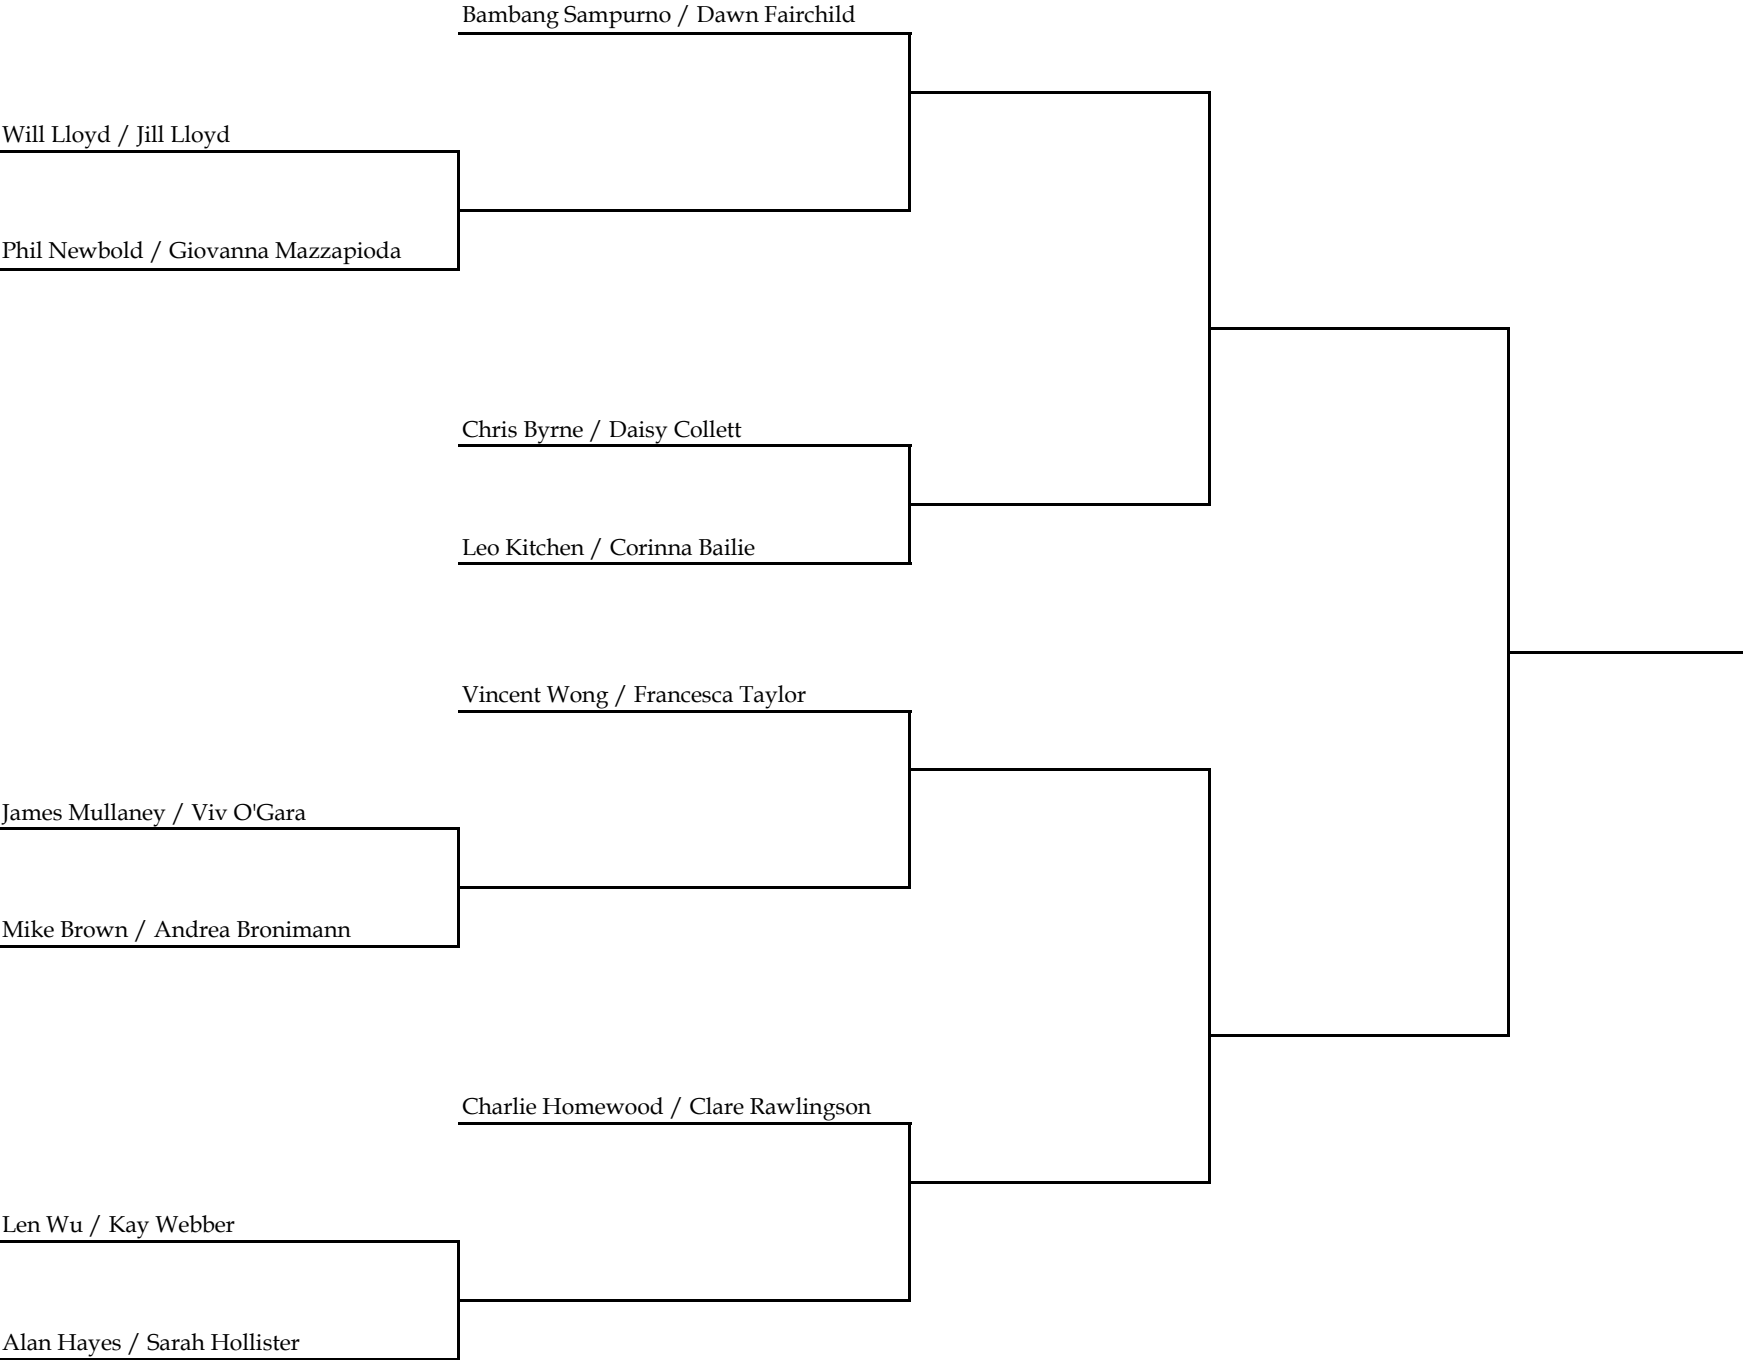 Bambang Sampurno / Dawn Fairchild
Will Lloyd / Jill Lloyd
Phil Newbold / Giovanna Mazzapioda
Chris Byrne / Daisy Collett
Leo Kitchen / Corinna Bailie
Vincent Wong / Francesca Taylor
James Mullaney / Viv O'Gara
Mike Brown / Andrea Bronimann
Charlie Homewood / Clare Rawlingson
Len Wu / Kay Webber
Alan Hayes / Sarah Hollister